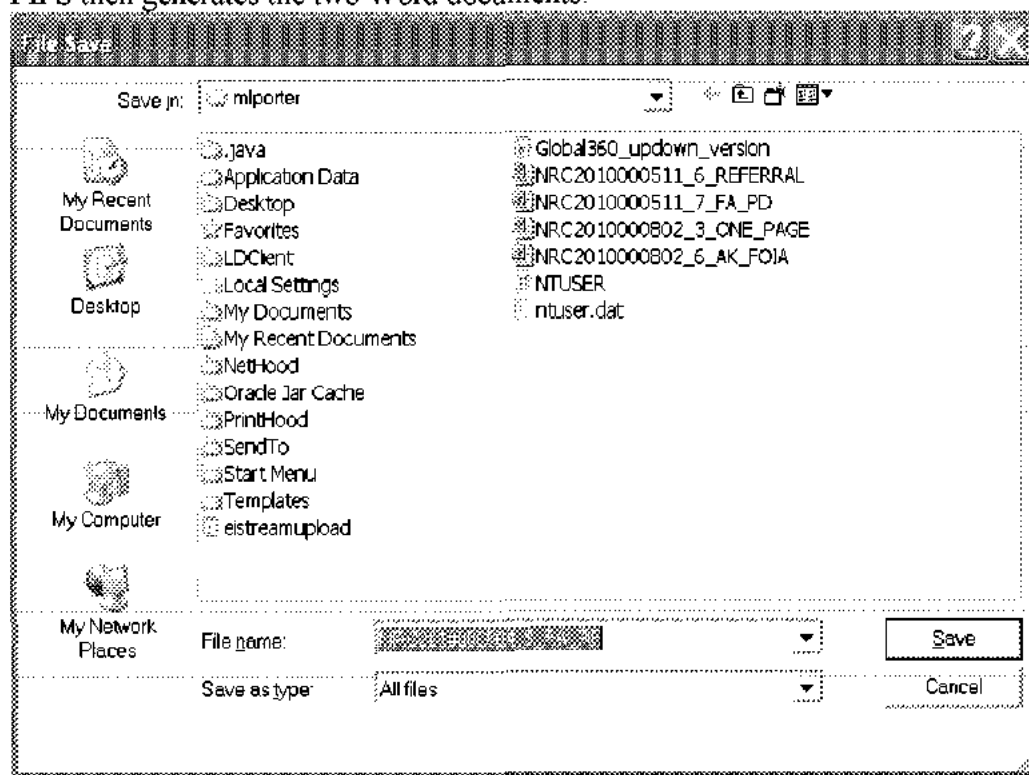 then generates the two Word documents.
File Save
Save in: mlporter
My Recent Documents
Desktop
My Documents
My Computer
My Network Places
.java
Application Data
Desktop
Favorites
LDClient
Local Settings
My Documents
My Recent Documents
NetHood
Oracle Jar Cache
PrintHood
SendTo
Start Menu
Templates
eistreamupload
Global360_updown_version
NRC2010000511_6_REFERRAL
NRC2010000511_7_FA_PD
NRC2010000802_3_ONE_PAGE
NRC2010000802_6_AK_FOIA
NTUSER
ntuser.dat
File name:
Save
Save as type: All files
Cancel